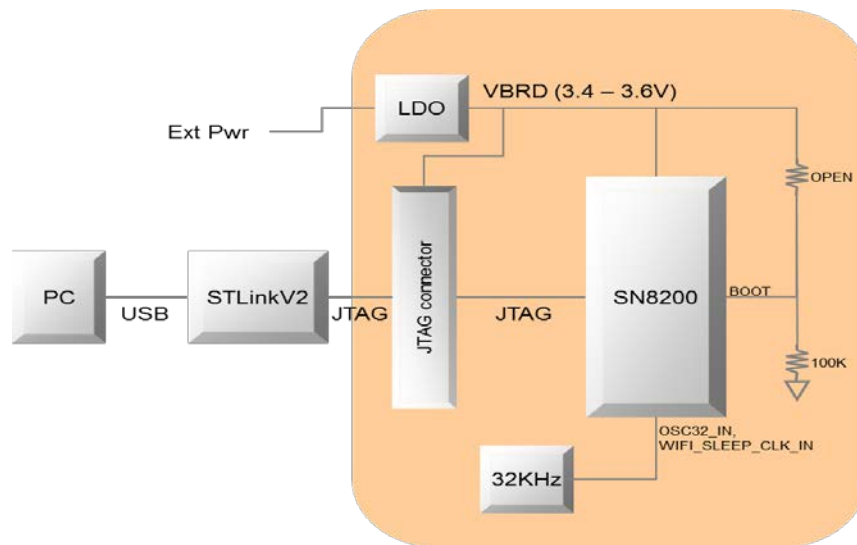 VBRD (3.4 – 3.6V)
LDO
Ext Pwr
OPEN
JTAG connector
PC
STLinkV2
SN8200
BOOT
USB
JTAG
JTAG
100K
OSC32_IN,
WIFI_SLEEP_CLK_IN
32KHz